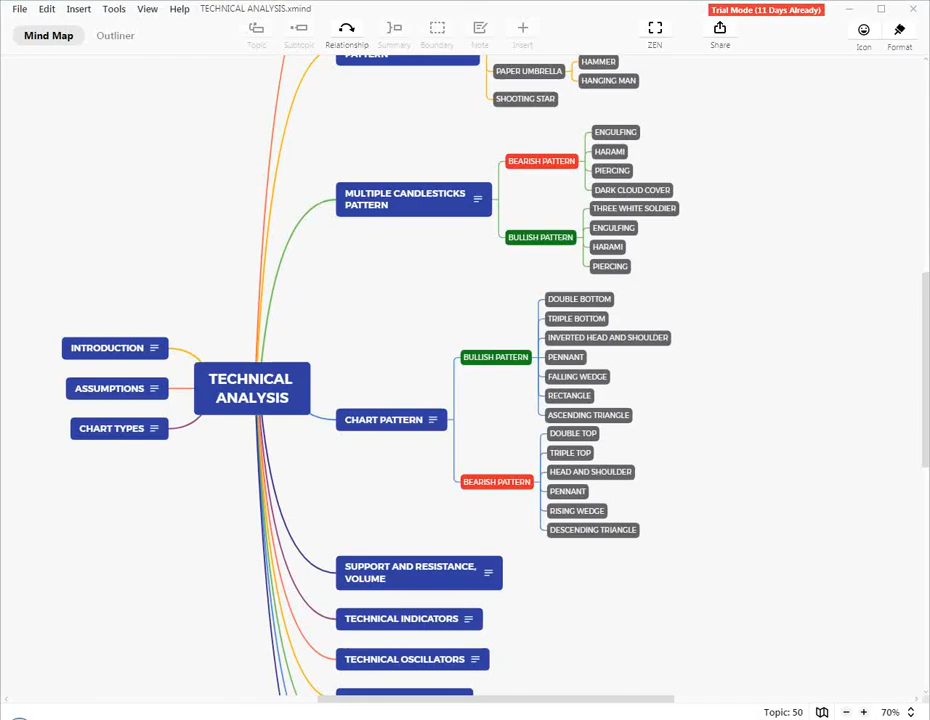 File Edit Insert Tools View Help TECHNICAL ANALYSIS.xmind Trial Mode (11 Days Already)
Mind Map Outliner Topic Subtopic Relationship Summary Boundary Note Insert ZEN Share Icon Format
HAMMER
PAPER UMBRELLA
HANGING MAN
SHOOTING STAR
MULTIPLE CANDLESTICKS
PATTERN
BEARISH PATTERN
ENGULFING
HARAMI
PIERCING
DARK CLOUD COVER
BULLISH PATTERN
THREE WHITE SOLDIER
ENGULFING
HARAMI
PIERCING
INTRODUCTION
ASSUMPTIONS
CHART TYPES
TECHNICAL
ANALYSIS
CHART PATTERN
BULLISH PATTERN
DOUBLE BOTTOM
TRIPLE BOTTOM
INVERTED HEAD AND SHOULDER
PENNANT
FALLING WEDGE
RECTANGLE
ASCENDING TRIANGLE
BEARISH PATTERN
DOUBLE TOP
TRIPLE TOP
HEAD AND SHOULDER
PENNANT
RISING WEDGE
DESCENDING TRIANGLE
SUPPORT AND RESISTANCE,
VOLUME
TECHNICAL INDICATORS
TECHNICAL OSCILLATORS
Topic: 50 70%